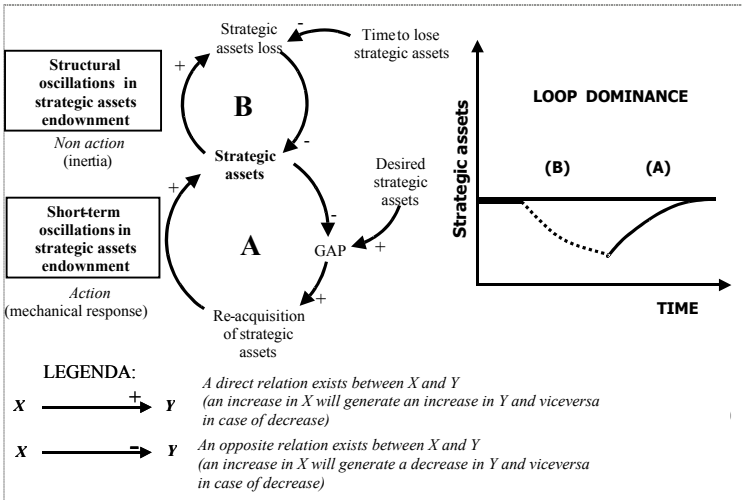 Structural
oscillations in
strategic assets
endownment
Non action
(inertia)
Short-term
oscillations in
strategic assets
endownment
Action
(mechanical response)
Strategic
assets loss
-
Time to lose
strategic assets
+
B
-
Strategic
assets
+
-
Desired
strategic
assets
A
GAP
+
+
Re-acquisition
of strategic
assets
Strategic assets
LOOP DOMINANCE
(B)
(A)
TIME
LEGENDA:
X + Y
A direct relation exists between X and Y
(an increase in X will generate an increase in Y and viceversa
in case of decrease)
X - Y
An opposite relation exists between X and Y
(an increase in X will generate a decrease in Y and viceversa
in case of decrease)